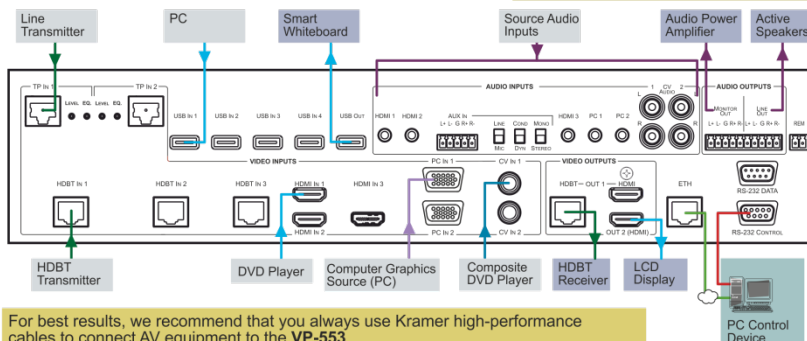 Line
Transmitter
PC
Smart
Whiteboard
Source Audio
Inputs
Audio Power
Amplifier
Active
Speakers
TP IN 1
LEVEL EQ. LEVEL EQ.
TP IN 2
USB IN 1
USB IN 2
USB IN 3
USB IN 4
USB OUT
AUDIO INPUTS
HDMI 1
HDMI 2
AUX IN
L+ L- G R+ R-
LINE
MIC
COND
DYN
MONO
STEREO
HDMI 3
PC 1
PC 2
1 CV 2
AUDIO
L
L
R
R
AUDIO OUTPUTS
MONITOR
OUT
LINE
OUT
L+ L- G R+ R- L+ L- G R+ R-
REM
VIDEO INPUTS
HDBT IN 1
HDBT IN 2
HDBT IN 3
HDMI IN 1
HDMI IN 2
HDMI IN 3
PC IN 1
PC IN 2
CV IN 1
CV IN 2
VIDEO OUTPUTS
HDBT— OUT 1 —HDMI
OUT 2 (HDMI)
ETH
RS-232 DATA
RS-232 CONTROL
HDBT
Transmitter
DVD Player
Computer Graphics
Source (PC)
Composite
DVD Player
HDBT
Receiver
LCD
Display
PC Control
Device
For best results, we recommend that you always use Kramer high-performance
cables to connect AV equipment to the VP-553